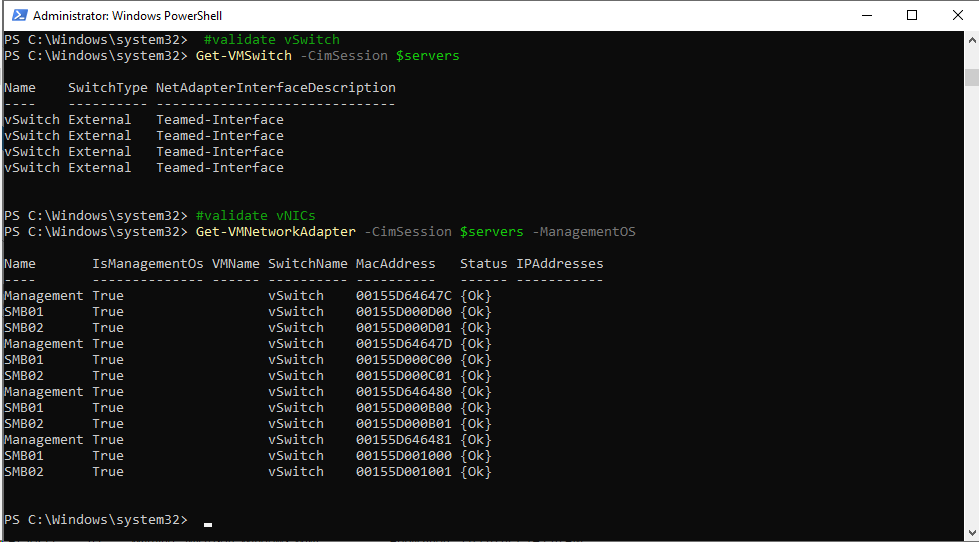 Administrator: Windows PowerShell
PS C:\Windows\system32>  #validate vSwitch
PS C:\Windows\system32> Get-VMSwitch -CimSession $servers
Name    SwitchType NetAdapterInterfaceDescription
----    ---------- ------------------------------
vSwitch External   Teamed-Interface
vSwitch External   Teamed-Interface
vSwitch External   Teamed-Interface
vSwitch External   Teamed-Interface
PS C:\Windows\system32> #validate vNICs
PS C:\Windows\system32> Get-VMNetworkAdapter -CimSession $servers -ManagementOS
Name       IsManagementOs VMName SwitchName MacAddress   Status IPAddresses
----       -------------- ------ ---------- ----------   ------ -----------
Management True                  vSwitch    00155D64647C {Ok}
SMB01      True                  vSwitch    00155D000D00 {Ok}
SMB02      True                  vSwitch    00155D000D01 {Ok}
Management True                  vSwitch    00155D64647D {Ok}
SMB01      True                  vSwitch    00155D000C00 {Ok}
SMB02      True                  vSwitch    00155D000C01 {Ok}
Management True                  vSwitch    00155D646480 {Ok}
SMB01      True                  vSwitch    00155D000B00 {Ok}
SMB02      True                  vSwitch    00155D000B01 {Ok}
Management True                  vSwitch    00155D646481 {Ok}
SMB01      True                  vSwitch    00155D001000 {Ok}
SMB02      True                  vSwitch    00155D001001 {Ok}
PS C:\Windows\system32>